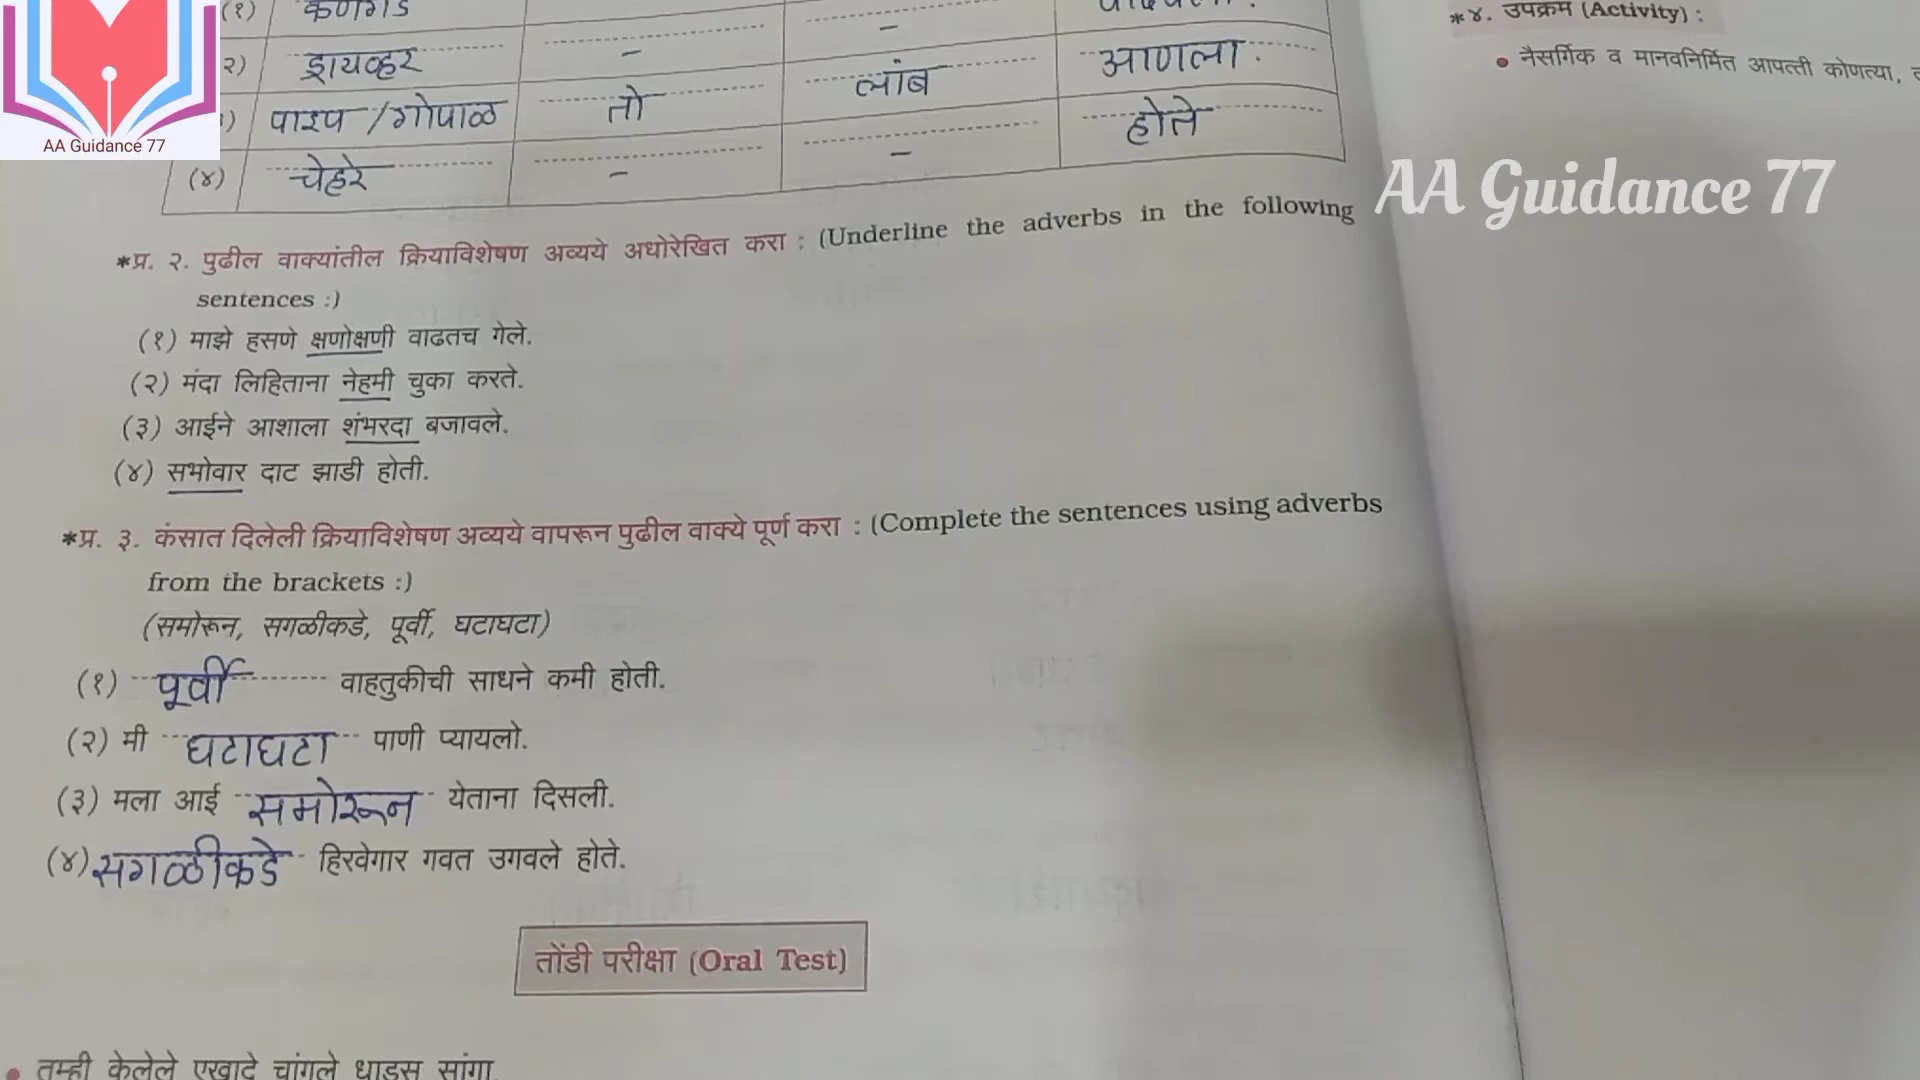 (१)
२) ड्रायव्हर - - आणला.
) पाइप / गोपाळ तो लांब होते
(४) चेहरे - -
AA Guidance 77
AA Guidance 77
*प्र. २. पुढील वाक्यांतील क्रियाविशेषण अव्यये अधोरेखित करा : (Underline the adverbs in the following
sentences :)
(१) माझे हसणे क्षणोक्षणी वाढतच गेले.
(२) मंदा लिहिताना नेहमी चुका करते.
(३) आईने आशाला शंभरदा बजावले.
(४) सभोवार दाट झाडी होती.
*प्र. ३. कंसात दिलेली क्रियाविशेषण अव्यये वापरून पुढील वाक्ये पूर्ण करा : (Complete the sentences using adverbs
from the brackets :)
(समोरून, सगळीकडे, पूर्वी, घटाघटा)
(१) पूर्वी वाहतुकीची साधने कमी होती.
(२) मी घटाघटा पाणी प्यायलो.
(३) मला आई समोरून येताना दिसली.
(४) सगळीकडे हिरवेगार गवत उगवले होते.
तोंडी परीक्षा (Oral Test)
• तुम्ही केलेले एखादे चांगले धाडस सांगा.
*४. उपक्रम (Activity) :
• नैसर्गिक व मानवनिर्मित आपत्ती कोणत्या,